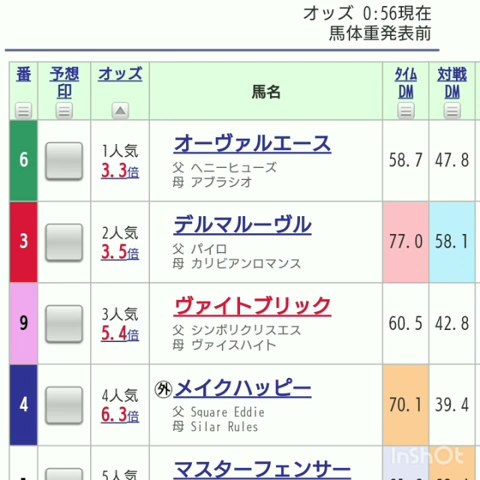 オッズ 0:56現在
馬体重発表前
番 予想印 オッズ 馬名 ﾀｲﾑDM 対戦DM
6 1人気 3.3倍 オーヴァルエース 58.7 47.8
父 ヘニーヒューズ
母 アプラシオ
3 2人気 3.5倍 デルマルーヴル 77.0 58.1
父 パイロ
母 カリビアンロマンス
9 3人気 5.4倍 ヴァイトブリック 60.5 42.8
父 シンボリクリスエス
母 ヴァイスハイト
4 4人気 6.3倍 ㊕メイクハッピー 70.1 39.4
父 Square Eddie
母 Silar Rules
5人気 マスターフェンサー
InShOt